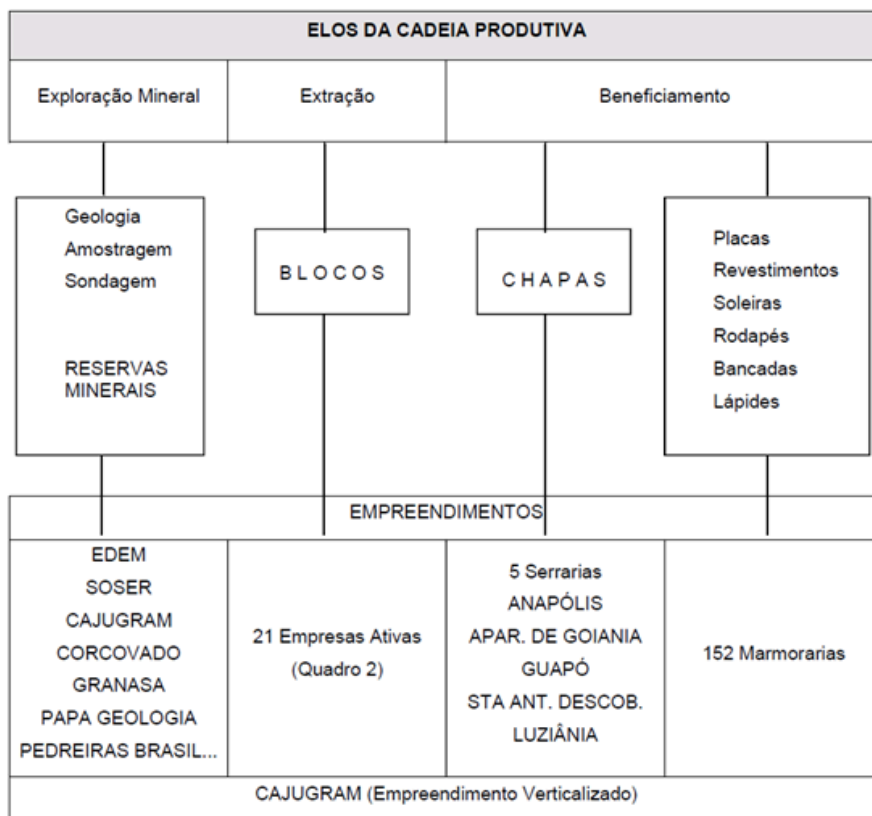 ELOS DA CADEIA PRODUTIVA
Exploração Mineral
Extração
Beneficiamento
Geologia
Amostragem
Sondagem
RESERVAS
MINERAIS
B L O C O S
C H A P A S
Placas
Revestimentos
Soleiras
Rodapés
Bancadas
Lápides
EMPREENDIMENTOS
EDEM
SOSER
CAJUGRAM
CORCOVADO
GRANASA
PAPA GEOLOGIA
PEDREIRAS BRASIL...
21 Empresas Ativas
(Quadro 2)
5 Serrarias
ANAPÓLIS
APAR. DE GOIANIA
GUAPÓ
STA ANT. DESCOB.
LUZIÂNIA
152 Marmorarias
CAJUGRAM (Empreendimento Verticalizado)